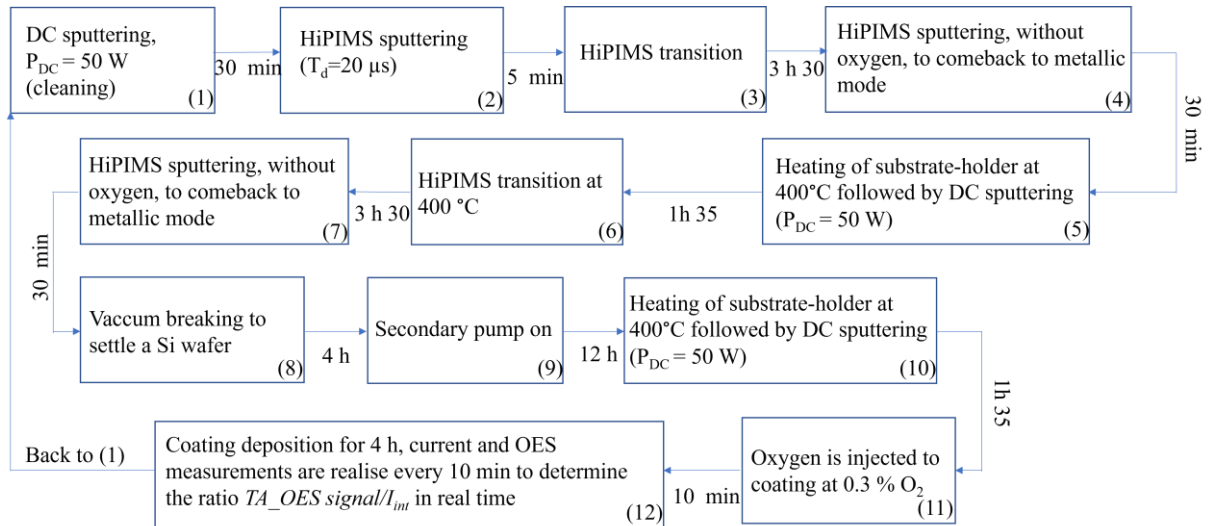 DC sputtering,
P_DC = 50 W
(cleaning)
(1)
30 min
HiPIMS sputtering
(T_d=20 µs)
(2)
5 min
HiPIMS transition
(3)
3 h 30
HiPIMS sputtering, without
oxygen, to comeback to metallic
mode
(4)
30 min
Heating of substrate-holder at
400°C followed by DC sputtering
(P_DC = 50 W)
(5)
1h 35
HiPIMS transition at
400 °C
(6)
3 h 30
HiPIMS sputtering, without
oxygen, to comeback to
metallic mode
(7)
30 min
Vaccum breaking to
settle a Si wafer
(8)
4 h
Secondary pump on
(9)
12 h
Heating of substrate-holder at
400°C followed by DC sputtering
(P_DC = 50 W)
(10)
1h 35
Oxygen is injected to
coating at 0.3 % O₂
(11)
10 min
Coating deposition for 4 h, current and OES
measurements are realise every 10 min to determine
the ratio TA_OES signal/I_int in real time
(12)
Back to (1)